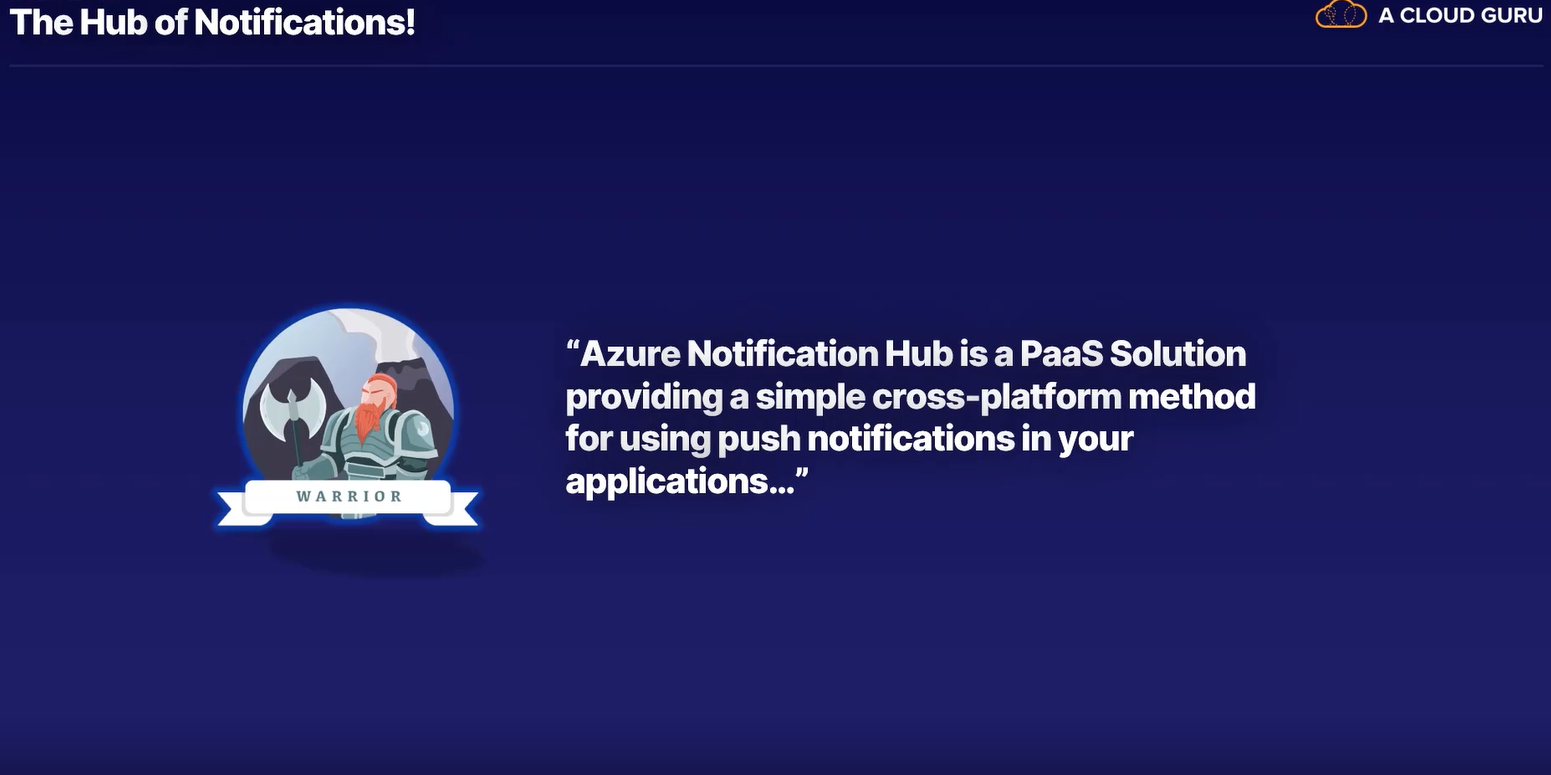 The Hub of Notifications!
A CLOUD GURU
“Azure Notification Hub is a PaaS Solution
providing a simple cross-platform method
for using push notifications in your
applications...”
WARRIOR